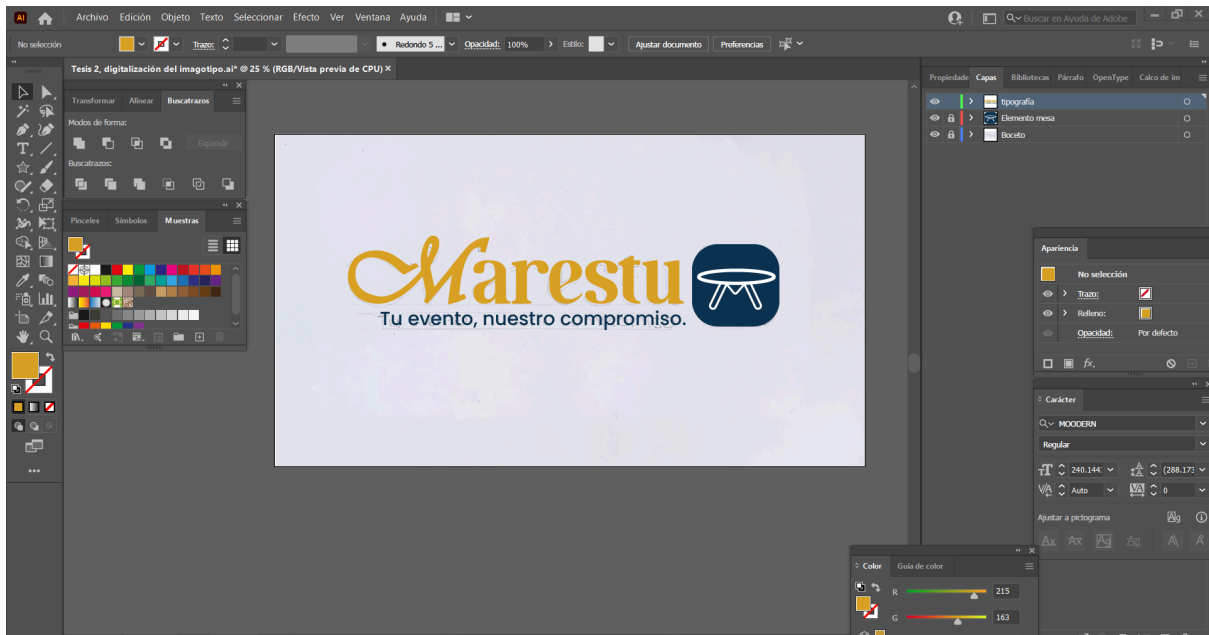 Ai Archivo Edición Objeto Texto Seleccionar Efecto Ver Ventana Ayuda Buscar en Ayuda de Adobe
No selección Trazo: Redondo 5 ... Opacidad: 100% Estilo: Ajustar documento Preferencias
Tesis 2, digitalización del imagotipo.ai* @ 25 % (RGB/Vista previa de CPU) ×
Transformar Alinear Buscatrazos
Modos de forma:
Expandir
Buscatrazos:
Pinceles Símbolos Muestras
Marestu
Tu evento, nuestro compromiso.
Propiedade Capas Bibliotecas Párrafo OpenType Calco de im
tipografía
Elemento mesa
Boceto
Apariencia
No selección
Trazo:
Relleno:
Opacidad: Por defecto
fx.
Carácter
MOODERN
Regular
240.144: (288.173
Auto 0
Ajustar a pictograma
Color Guía de color
R 215
G 163